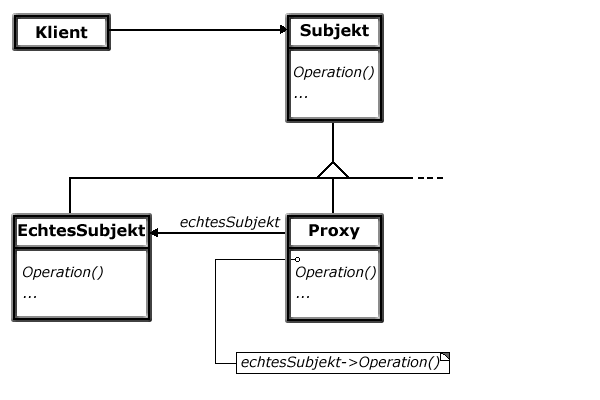 Klient
Subjekt
Operation()
...
EchtesSubjekt
Operation()
...
echtesSubjekt
Proxy
Operation()
...
echtesSubjekt->Operation()